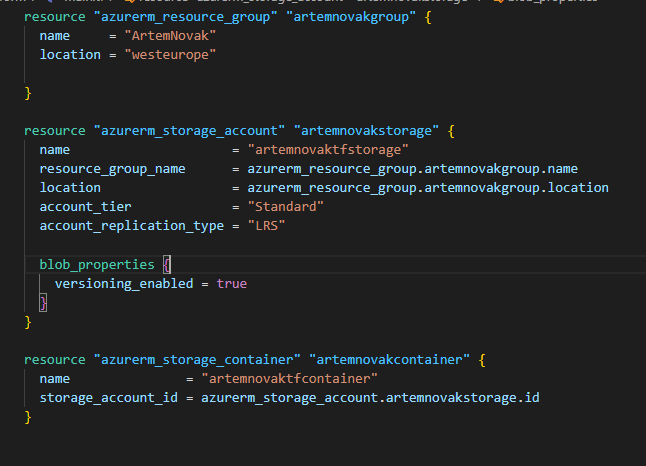 resource "azurerm_resource_group" "artemnovakgroup" {
  name     = "ArtemNovak"
  location = "westeurope"

}

resource "azurerm_storage_account" "artemnovakstorage" {
  name                     = "artemnovaktfstorage"
  resource_group_name      = azurerm_resource_group.artemnovakgroup.name
  location                 = azurerm_resource_group.artemnovakgroup.location
  account_tier             = "Standard"
  account_replication_type = "LRS"

  blob_properties {
    versioning_enabled = true
  }
}

resource "azurerm_storage_container" "artemnovakcontainer" {
  name               = "artemnovaktfcontainer"
  storage_account_id = azurerm_storage_account.artemnovakstorage.id
}